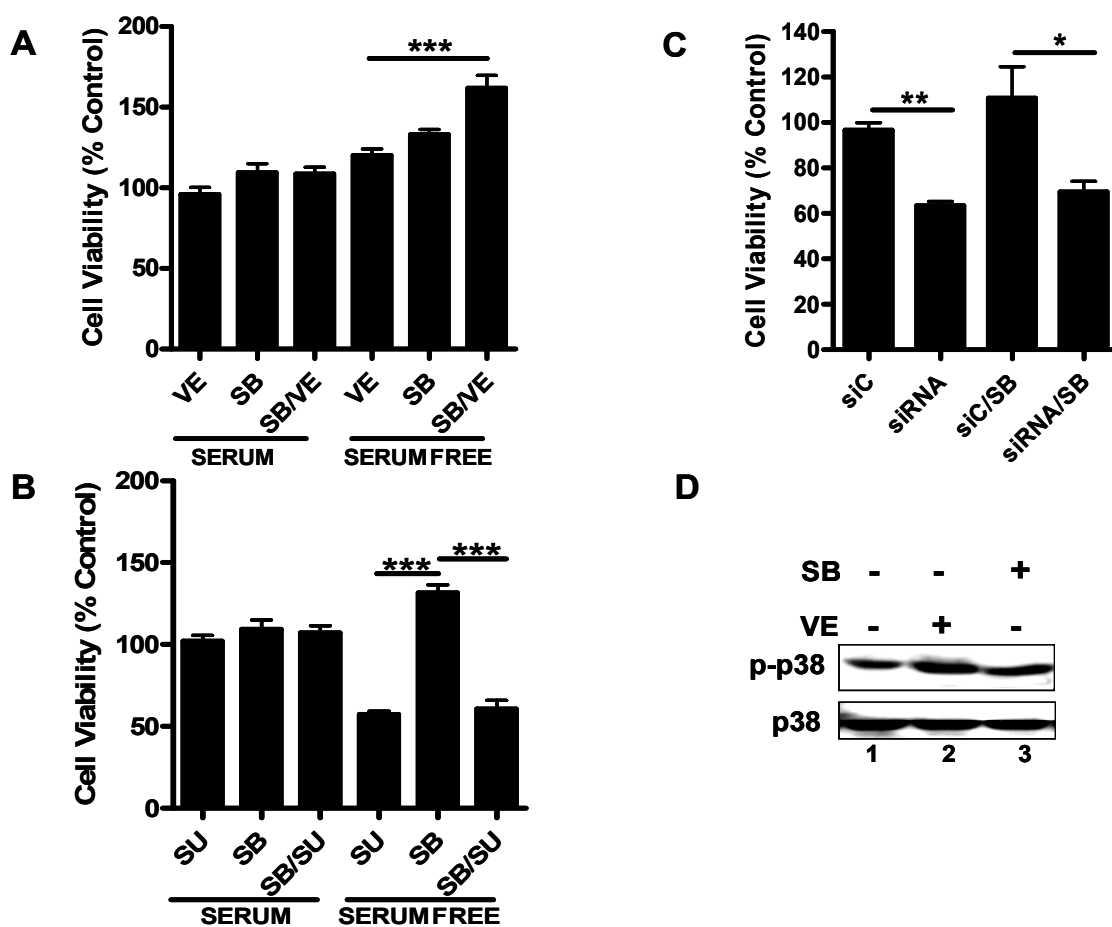 A
Cell Viability (% Control)
200
150
100
50
0
***
VE
SB
SB/VE
VE
SB
SB/VE
SERUM
SERUM FREE
B
Cell Viability (% Control)
200
150
100
50
0
***
***
SU
SB
SB/SU
SU
SB
SB/SU
SERUM
SERUM FREE
C
Cell Viability (% Control)
140
120
100
80
60
40
20
0
**
*
siC
siRNA
siC/SB
siRNA/SB
D
SB - - +
VE - + -
p-p38
p38
1 2 3